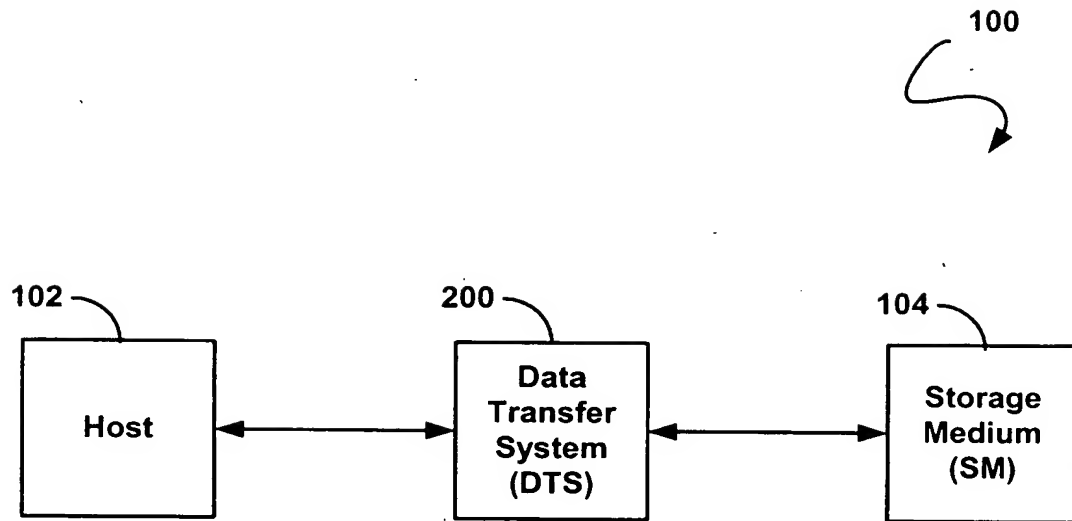 100
102
200
104
Host
Data
Transfer
System
(DTS)
Storage
Medium
(SM)